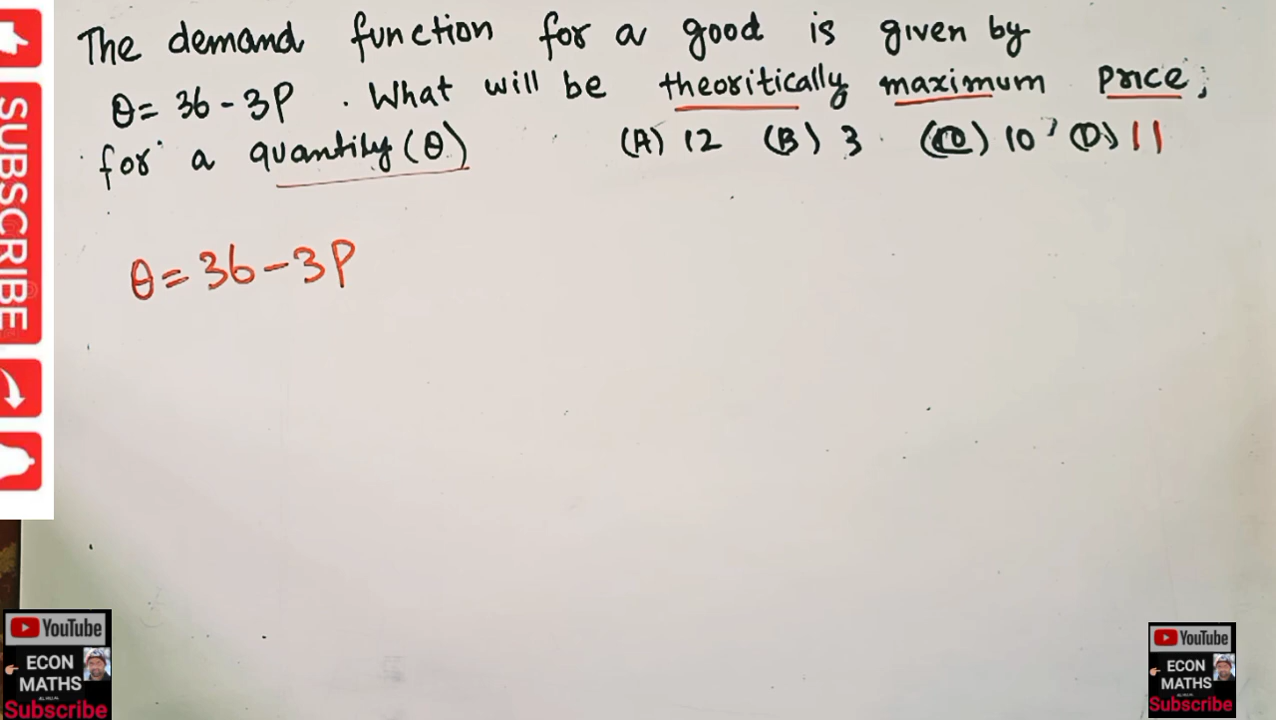 The demand function for a good is given by
θ= 36-3P . What will be theoritically maximum price;
for a quantity (θ) (A) 12 (B) 3 (C) 10 (D) 11
θ= 36-3P
SUBSCRIBE
YouTube
ECON
MATHS
Subscribe
YouTube
ECON
MATHS
Subscribe